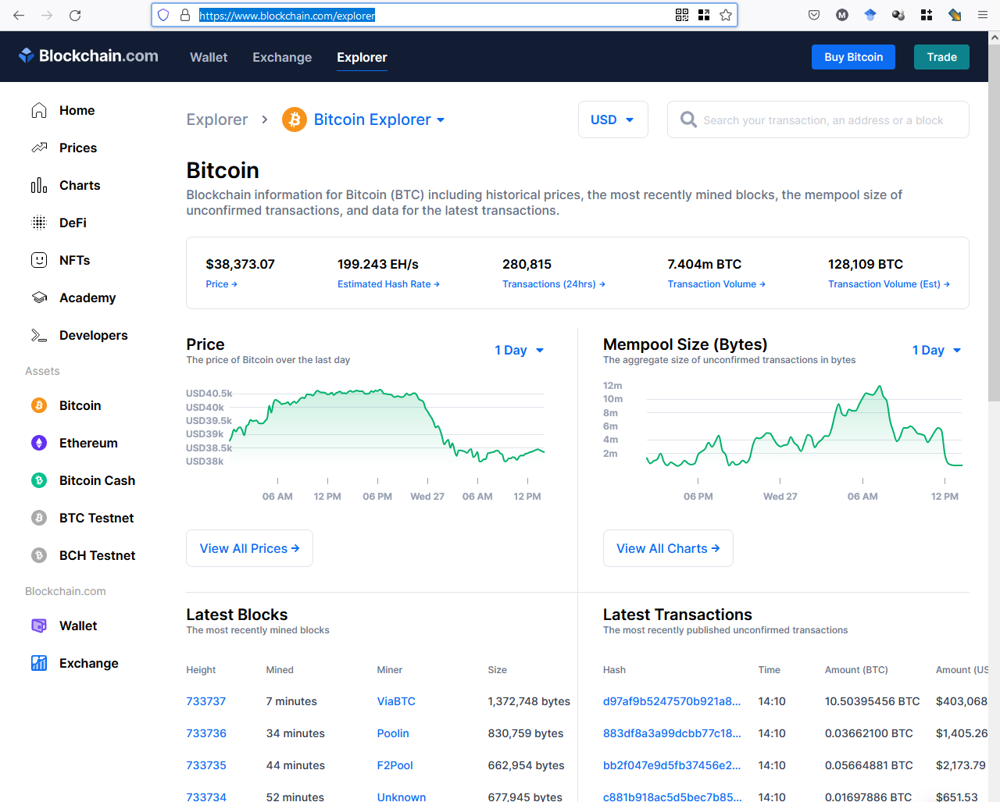 https://www.blockchain.com/explorer
M
Blockchain.com
Wallet
Exchange
Explorer
Buy Bitcoin
Trade
Home
Prices
Charts
DeFi
NFTs
Academy
Developers
Assets
Bitcoin
Ethereum
Bitcoin Cash
BTC Testnet
BCH Testnet
Blockchain.com
Wallet
Exchange
Explorer
Bitcoin Explorer
USD
Search your transaction, an address or a block
Bitcoin
Blockchain information for Bitcoin (BTC) including historical prices, the most recently mined blocks, the mempool size of
unconfirmed transactions, and data for the latest transactions.
$38,373.07
Price →
199.243 EH/s
Estimated Hash Rate →
280,815
Transactions (24hrs) →
7.404m BTC
Transaction Volume →
128,109 BTC
Transaction Volume (Est) →
Price
The price of Bitcoin over the last day
1 Day
USD40.5k
USD40k
USD39.5k
USD39k
USD38.5k
USD38k
06 AM 12 PM 06 PM Wed 27 06 AM 12 PM
View All Prices →
Mempool Size (Bytes)
The aggregate size of unconfirmed transactions in bytes
1 Day
12m
10m
8m
6m
4m
2m
06 PM Wed 27 06 AM 12 PM
View All Charts →
Latest Blocks
The most recently mined blocks
Height Mined Miner Size
733737 7 minutes ViaBTC 1,372,748 bytes
733736 34 minutes Poolin 830,759 bytes
733735 44 minutes F2Pool 662,954 bytes
733734 52 minutes Unknown 677,945 bytes
Latest Transactions
The most recently published unconfirmed transactions
Hash Time Amount (BTC) Amount (US
d97af9b5247570b921a8... 14:10 10.50395456 BTC $403,068
883df8a3a99dcbb77c18... 14:10 0.03662100 BTC $1,405.26
bb2f047e9d5fb37456e2... 14:10 0.05664881 BTC $2,173.79
c881b918ac5d5bec7b85... 14:10 0.01697886 BTC $651.53